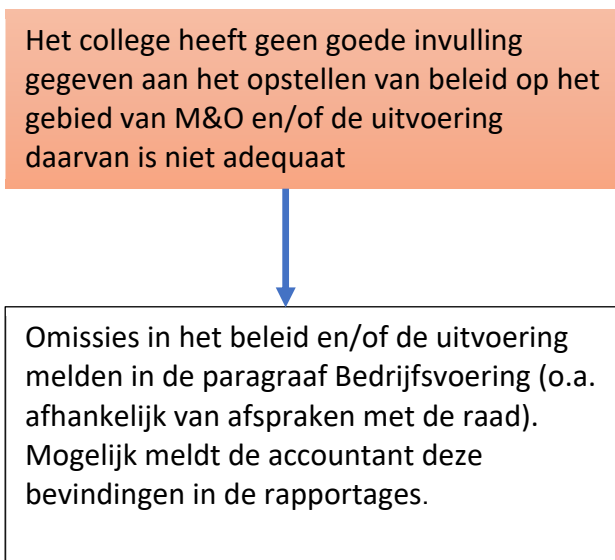 Het college heeft geen goede invulling
gegeven aan het opstellen van beleid op het
gebied van M&O en/of de uitvoering
daarvan is niet adequaat
Omissies in het beleid en/of de uitvoering
melden in de paragraaf Bedrijfsvoering (o.a.
afhankelijk van afspraken met de raad).
Mogelijk meldt de accountant deze
bevindingen in de rapportages.